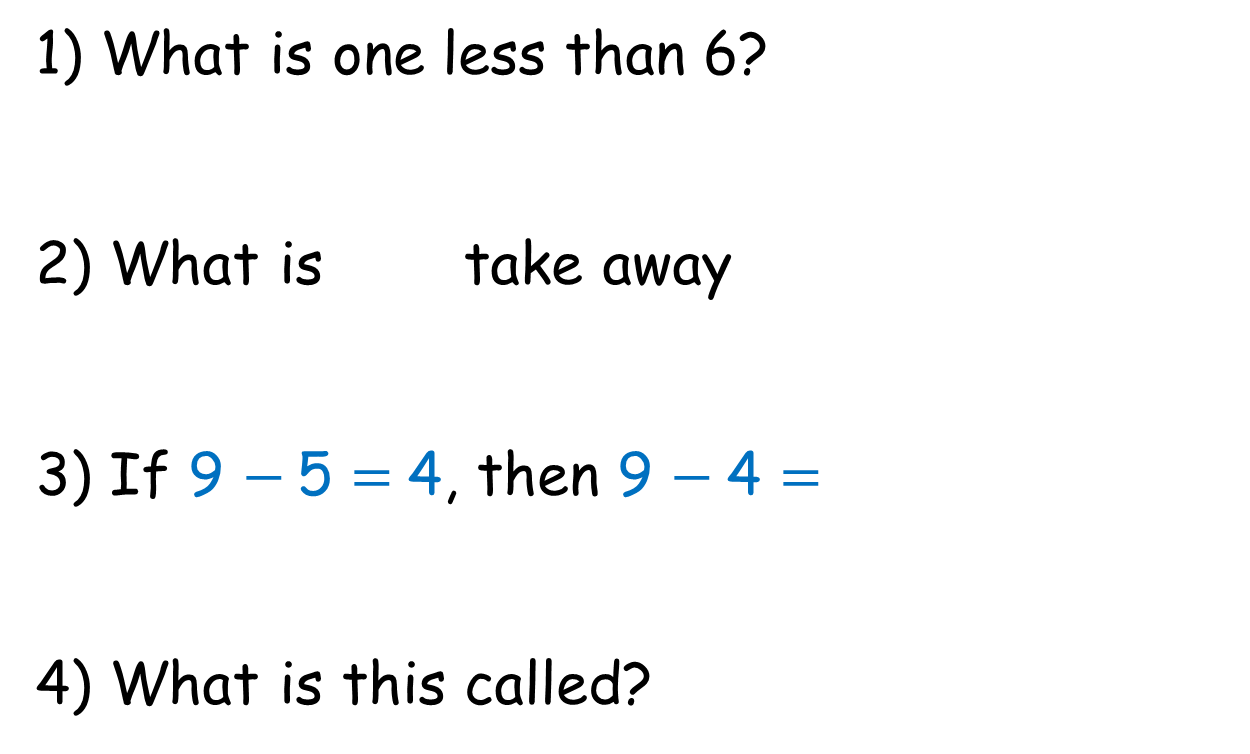 1) What is one less than 6?
2) What is take away
3) If 9 – 5 = 4, then 9 – 4 =
4) What is this called?